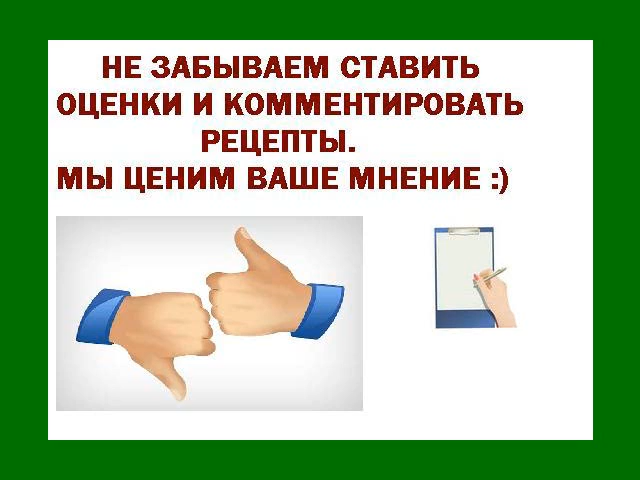 НЕ ЗАБЫВАЕМ СТАВИТЬ
ОЦЕНКИ И КОММЕНТИРОВАТЬ
РЕЦЕПТЫ.
МЫ ЦЕНИМ ВАШЕ МНЕНИЕ :)